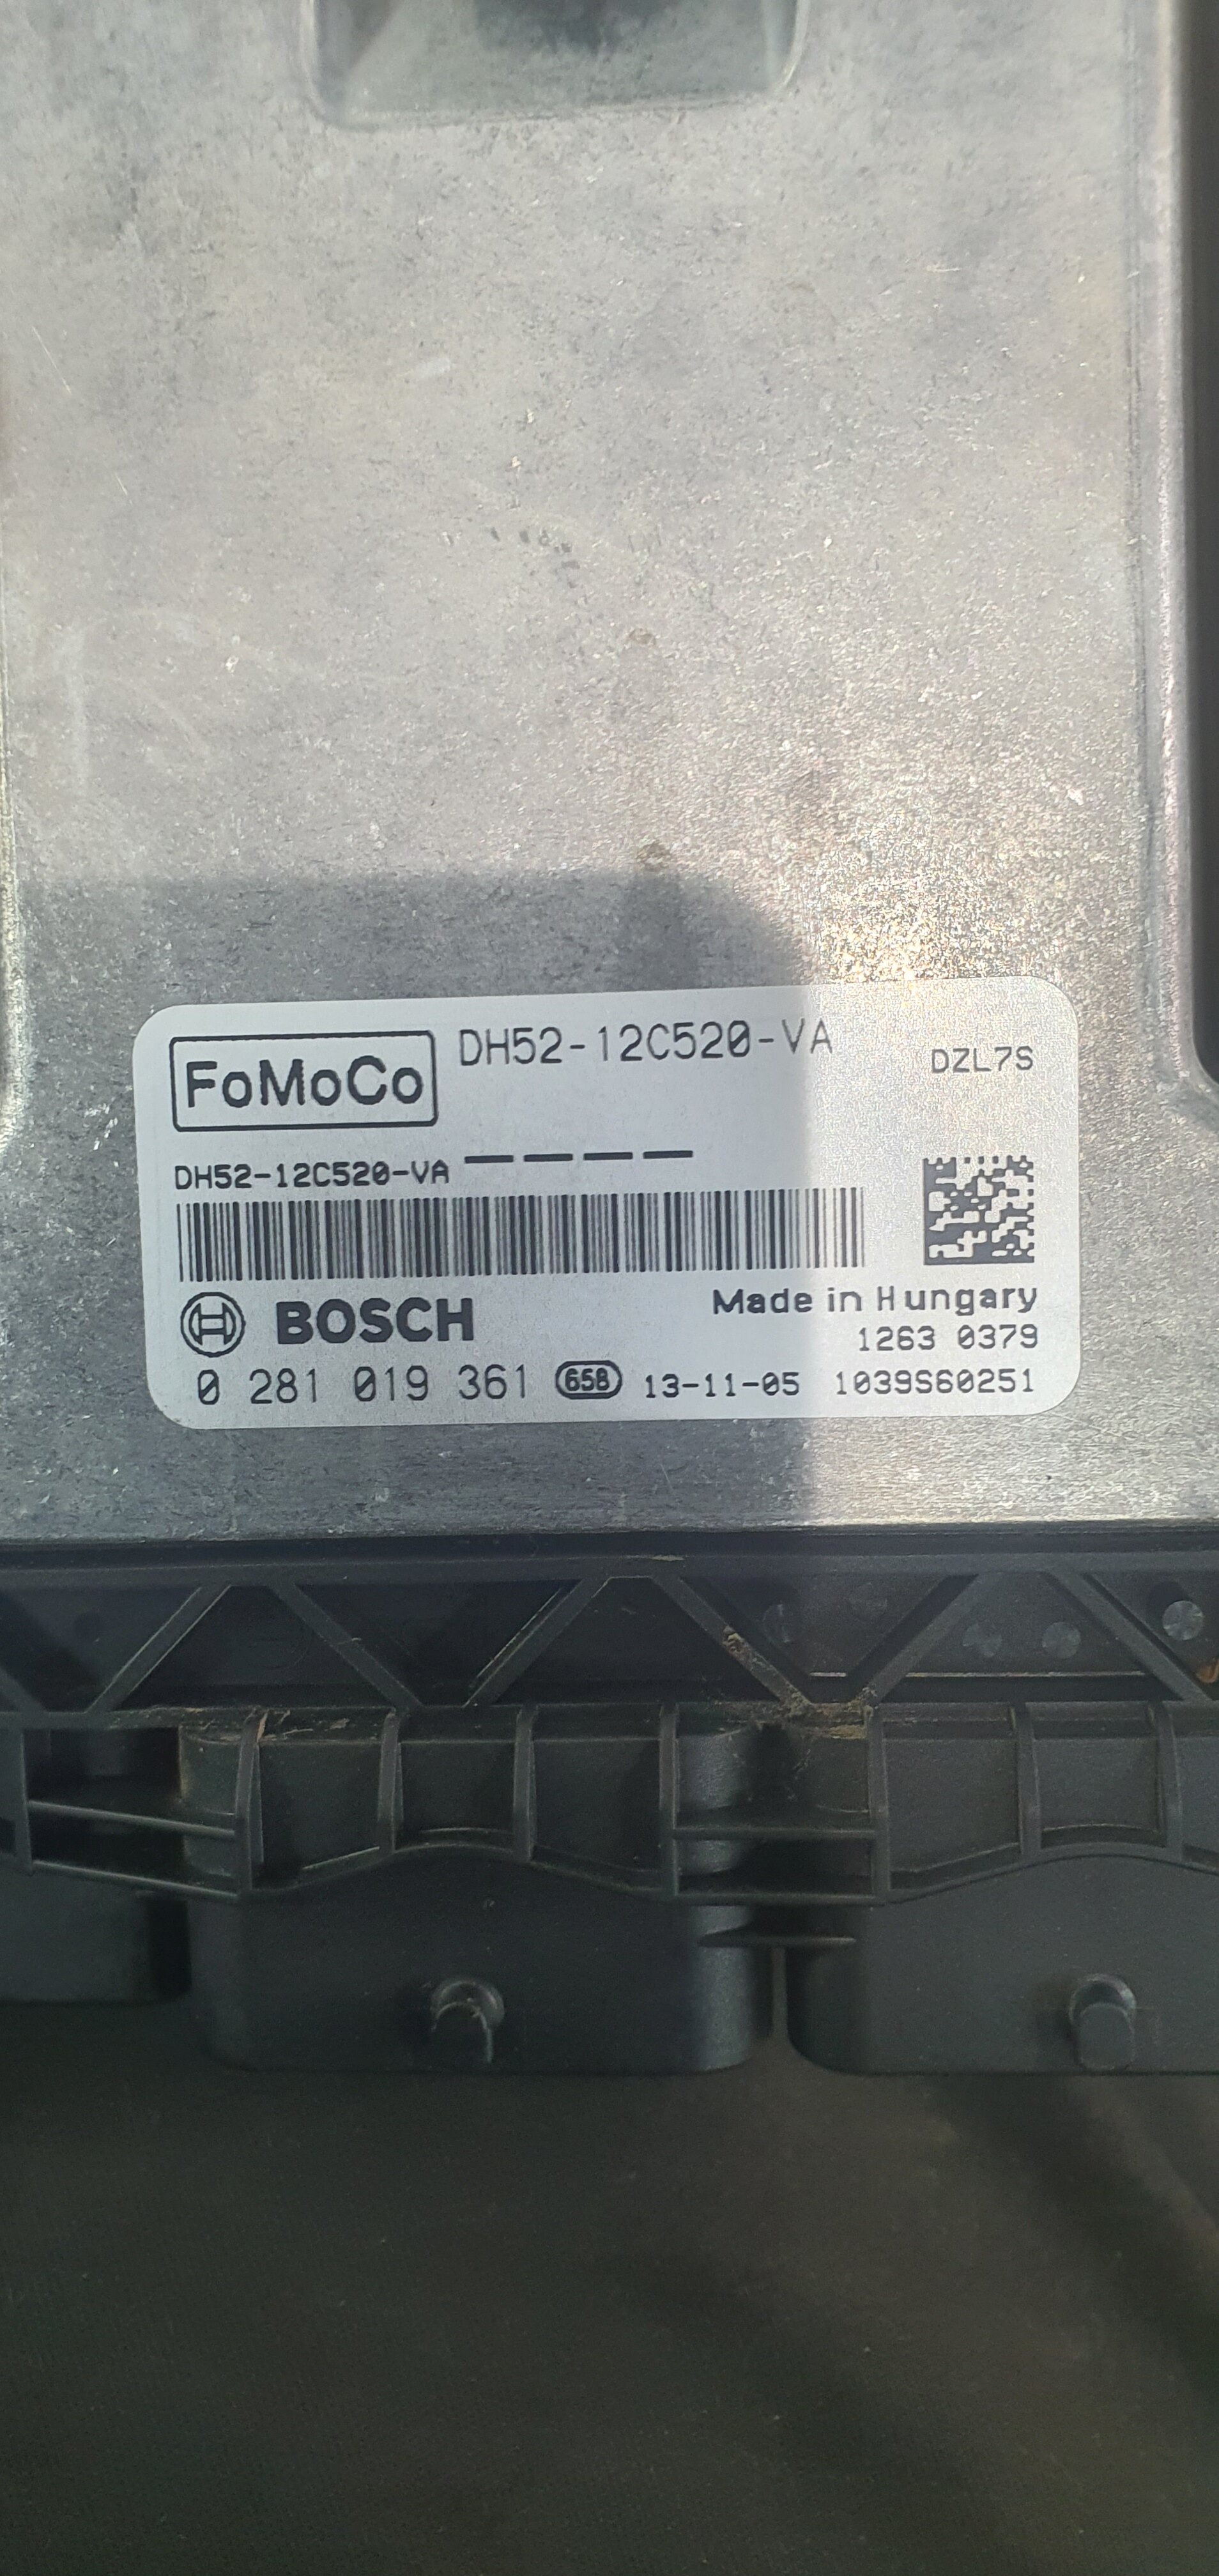 FoMoCo DH52-12C520-VA DZL7S
DH52-12C520-VA — — — —
BOSCH Made in Hungary
1263 0379
0 281 019 361 658 13-11-05 1039S60251